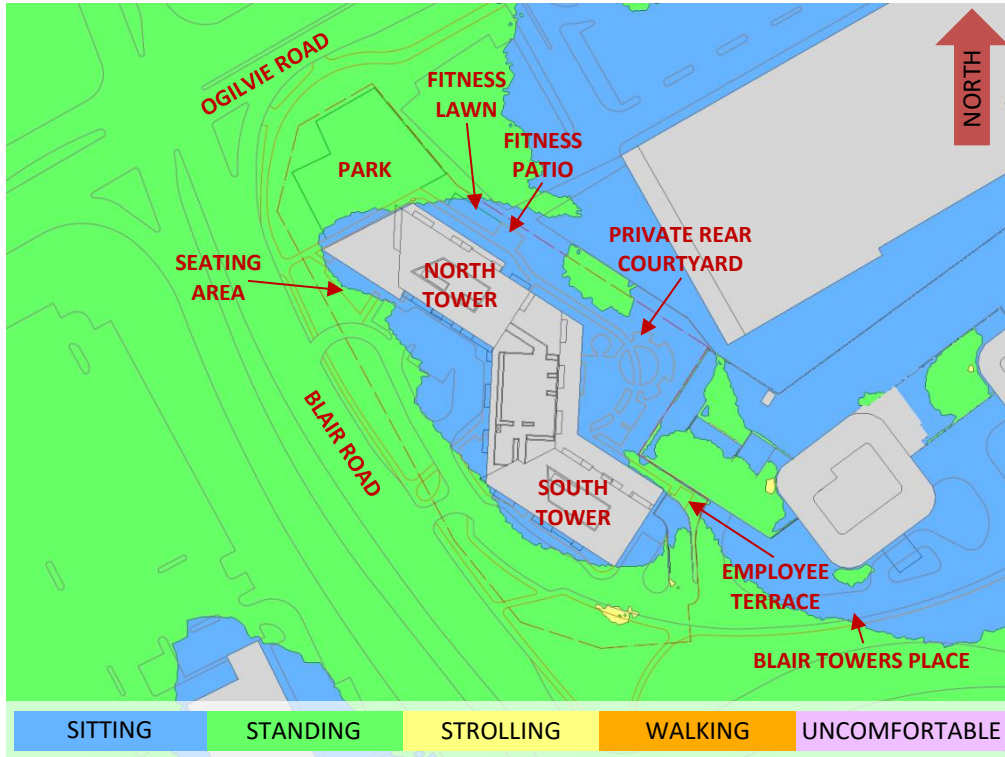 OGILVIE ROAD
NORTH
FITNESS
LAWN
FITNESS
PATIO
PARK
PRIVATE REAR
COURTYARD
SEATING
AREA
NORTH
TOWER
BLAIR ROAD
SOUTH
TOWER
EMPLOYEE
TERRACE
BLAIR TOWERS PLACE
SITTING
STANDING
STROLLING
WALKING
UNCOMFORTABLE